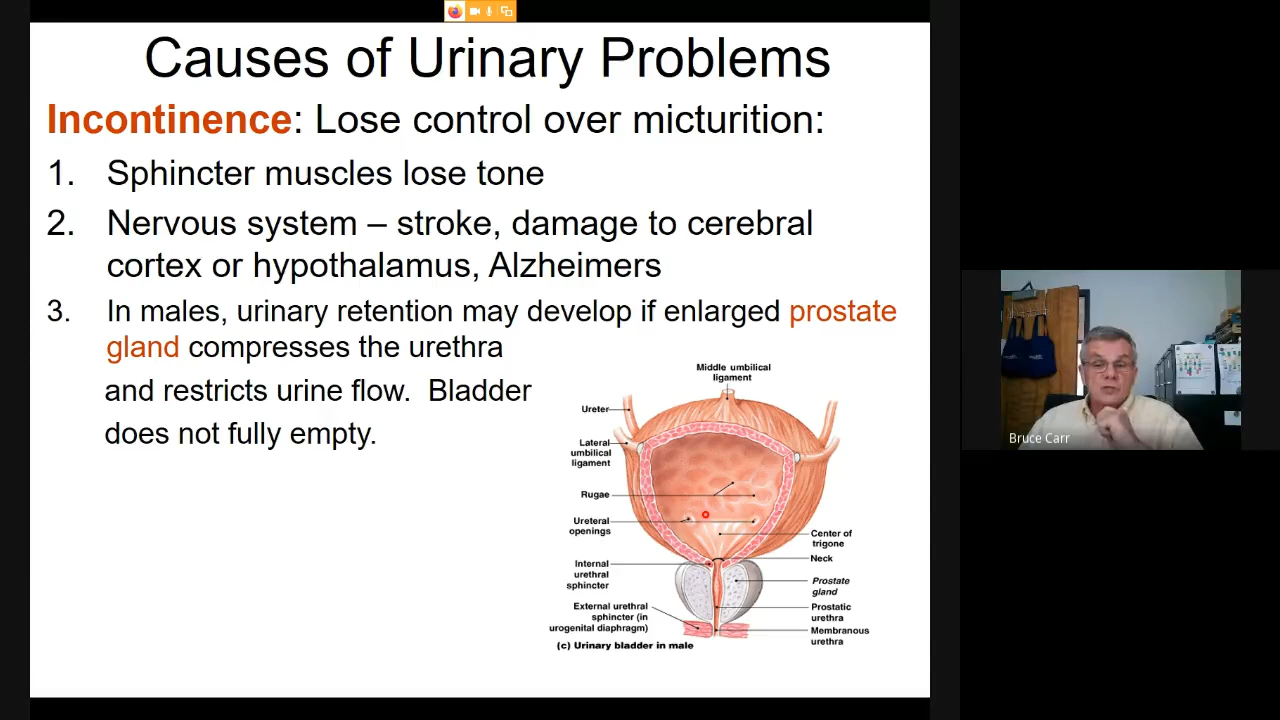 Causes of Urinary Problems
Incontinence: Lose control over micturition:
1. Sphincter muscles lose tone
2. Nervous system – stroke, damage to cerebral
cortex or hypothalamus, Alzheimers
3. In males, urinary retention may develop if enlarged prostate
gland compresses the urethra
and restricts urine flow. Bladder
does not fully empty.
Middle umbilical
ligament
Ureter
Lateral
umbilical
ligament
Rugae
Ureteral
openings
Internal
urethral
sphincter
External urethral
sphincter (in
urogenital diaphragm)
Center of
trigone
Neck
Prostate
gland
Prostatic
urethra
Membranous
urethra
(c) Urinary bladder in male
Bruce Carr